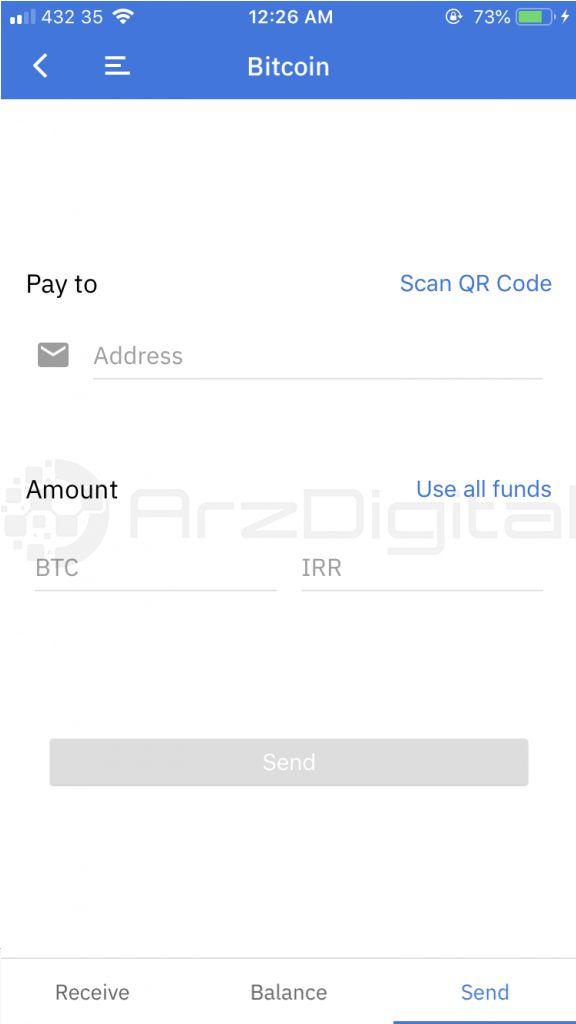 432 35 12:26 AM 73%
Bitcoin
Pay to Scan QR Code
Address
Amount Use all funds
ArzDigital
BTC IRR
Send
Receive Balance Send